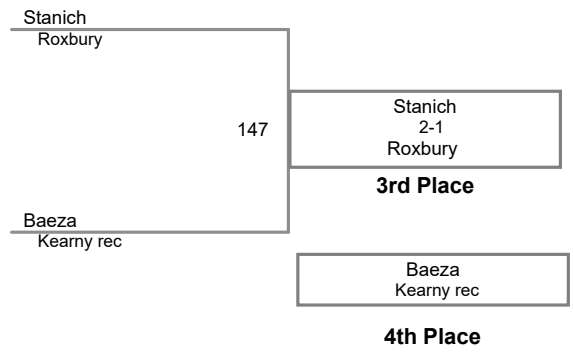 Stanich
Roxbury
147
Stanich
2-1
Roxbury
3rd Place
Baeza
Kearny rec
Baeza
Kearny rec
4th Place